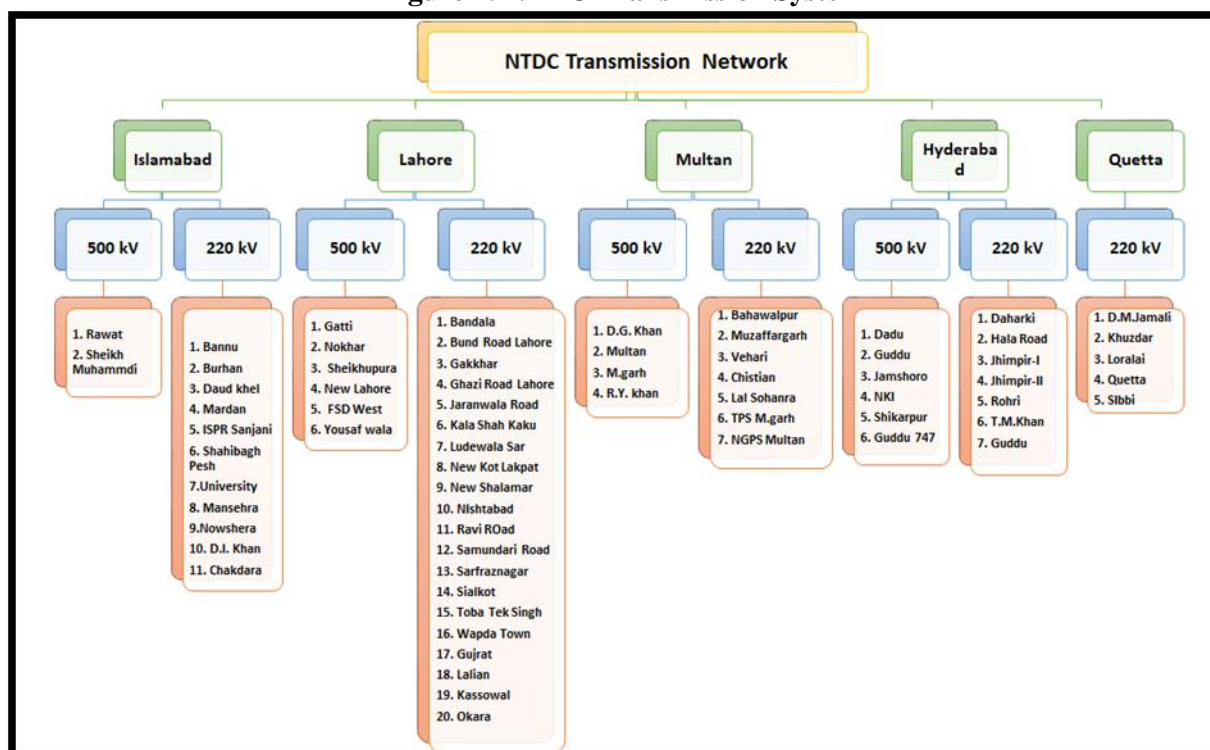 NTDC Transmission Network
Islamabad
Lahore
Multan
Hyderaba
d
Quetta
500 kV
220 kV
500 kV
220 kV
500 kV
220 kV
500 kV
220 kV
220 kV
1. Rawat
2. Sheikh
Muhammdi
1. Bannu
2. Burhan
3. Daud khel
4. Mardan
5. ISPR Sanjani
6. Shahibagh
Pesh
7.University
8. Mansehra
9.Nowshera
10. D.I. Khan
11. Chakdara
1. Gatti
2. Nokhar
3. Sheikhupura
4. New Lahore
5. FSD West
6. Yousaf wala
1. Bandala
2. Bund Road Lahore
3. Gakkhar
4. Ghazi Road Lahore
5. Jaranwala Road
6. Kala Shah Kaku
7. Ludewala Sar
8. New Kot Lakpat
9. New Shalamar
10. NIshtabad
11. Ravi ROad
12. Samundari Road
13. Sarfraznagar
14. Sialkot
15. Toba Tek Singh
16. Wapda Town
17. Gujrat
18. Lalian
19. Kassowal
20. Okara
1. D.G. Khan
2. Multan
3. M.garh
4. R.Y. khan
1. Bahawalpur
2. Muzaffargarh
3. Vehari
4. Chistian
5. Lal Sohanra
6. TPS M.garh
7. NGPS Multan
1. Dadu
2. Guddu
3. Jamshoro
4. NKI
5. Shikarpur
6. Guddu 747
1. Daharki
2. Hala Road
3. Jhimpir-I
4. Jhimpir-II
5. Rohri
6. T.M.Khan
7. Guddu
1. D.M.Jamali
2. Khuzdar
3. Loralai
4. Quetta
5. SIbbi